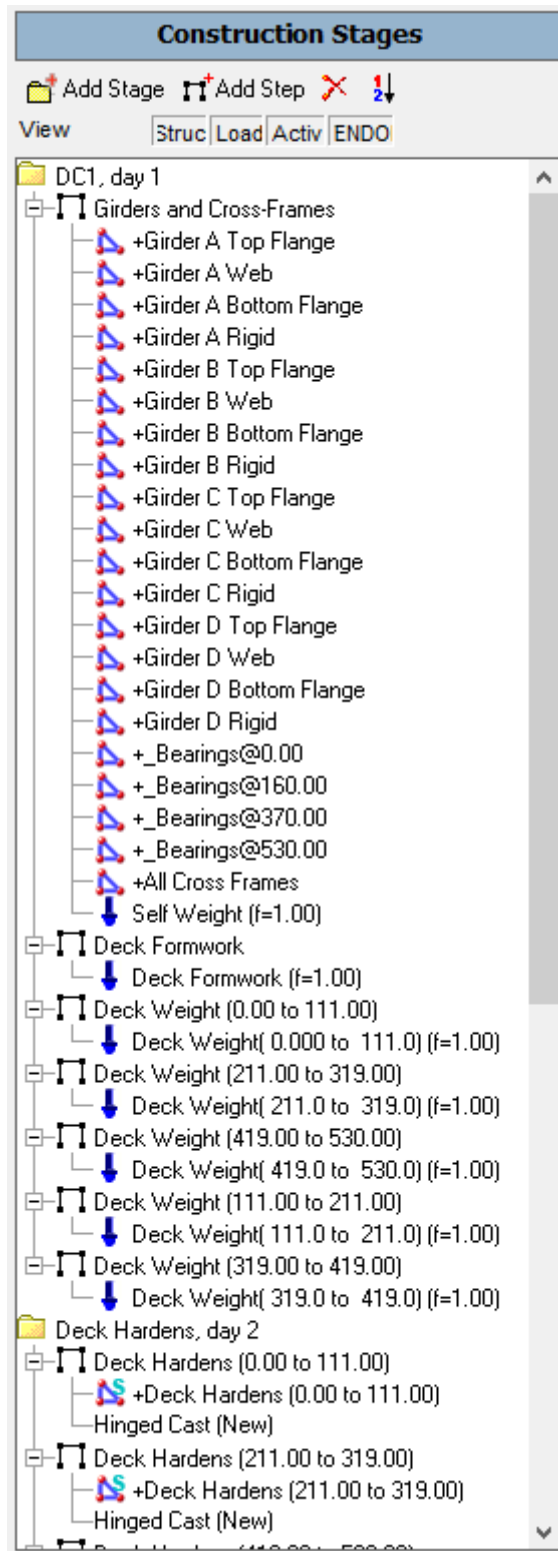 Construction Stages
Add Stage Add Step
View Struc Load Activ ENDO
DC1, day 1
Girders and Cross-Frames
+Girder A Top Flange
+Girder A Web
+Girder A Bottom Flange
+Girder A Rigid
+Girder B Top Flange
+Girder B Web
+Girder B Bottom Flange
+Girder B Rigid
+Girder C Top Flange
+Girder C Web
+Girder C Bottom Flange
+Girder C Rigid
+Girder D Top Flange
+Girder D Web
+Girder D Bottom Flange
+Girder D Rigid
+_Bearings@0.00
+_Bearings@160.00
+_Bearings@370.00
+_Bearings@530.00
+All Cross Frames
Self Weight (f=1.00)
Deck Formwork
Deck Formwork (f=1.00)
Deck Weight (0.00 to 111.00)
Deck Weight( 0.000 to 111.0) (f=1.00)
Deck Weight (211.00 to 319.00)
Deck Weight( 211.0 to 319.0) (f=1.00)
Deck Weight (419.00 to 530.00)
Deck Weight( 419.0 to 530.0) (f=1.00)
Deck Weight (111.00 to 211.00)
Deck Weight( 111.0 to 211.0) (f=1.00)
Deck Weight (319.00 to 419.00)
Deck Weight( 319.0 to 419.0) (f=1.00)
Deck Hardens, day 2
Deck Hardens (0.00 to 111.00)
+Deck Hardens (0.00 to 111.00)
Hinged Cast (New)
Deck Hardens (211.00 to 319.00)
+Deck Hardens (211.00 to 319.00)
Hinged Cast (New)